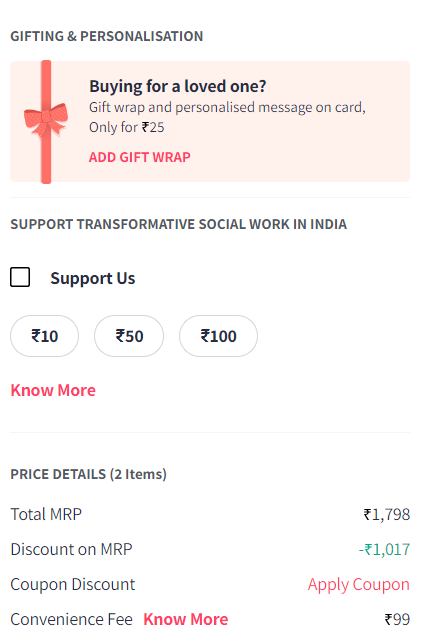 GIFTING & PERSONALISATION
Buying for a loved one?
Gift wrap and personalised message on card,
Only for ₹25
ADD GIFT WRAP
SUPPORT TRANSFORMATIVE SOCIAL WORK IN INDIA
Support Us
₹10 ₹50 ₹100
Know More
PRICE DETAILS (2 Items)
Total MRP ₹1,798
Discount on MRP -₹1,017
Coupon Discount Apply Coupon
Convenience Fee Know More ₹99